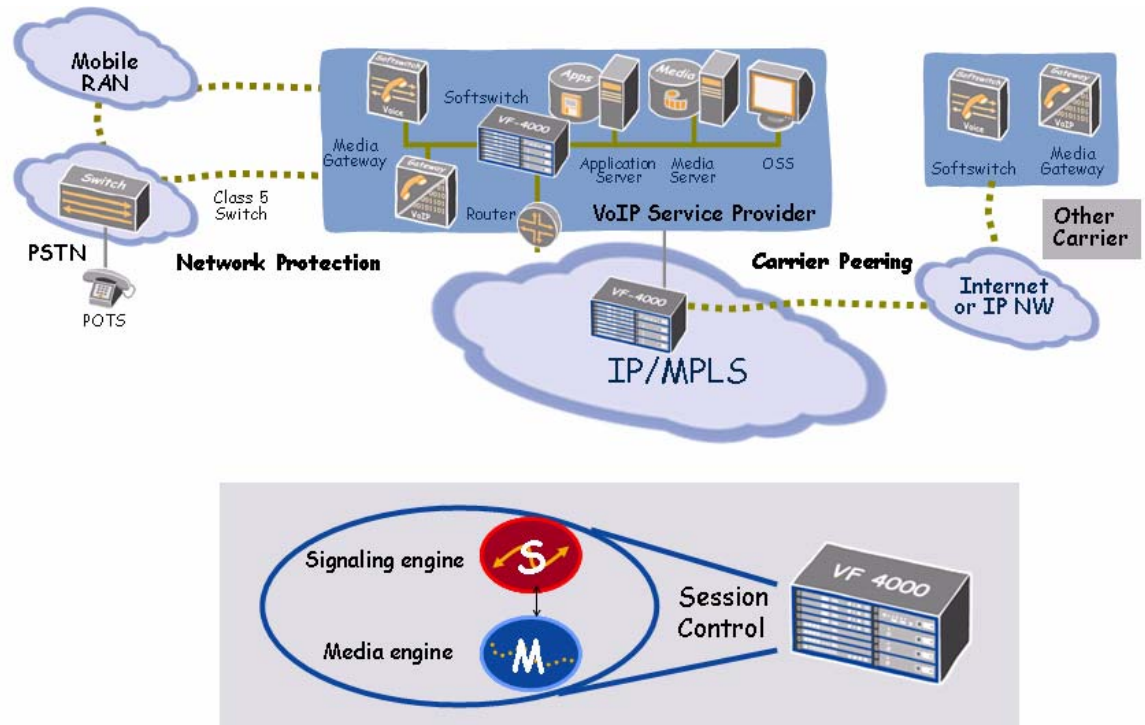 Mobile
RAN
Switch
PSTN
POTS
Class 5
Switch
Network Protection
Softswitch
Voice
Softswitch
VF-4000
Media
Gateway
Gateway
VoIP
Router
Apps
Application
Server
Media
Media
Server
OSS
VoIP Service Provider
Carrier Peering
Softswitch
Voice
Gateway
VoIP
Softswitch
Media
Gateway
Other
Carrier
Internet
or IP NW
VF-4000
IP/MPLS
Signaling engine
S
Media engine
M
Session
Control
VF 4000